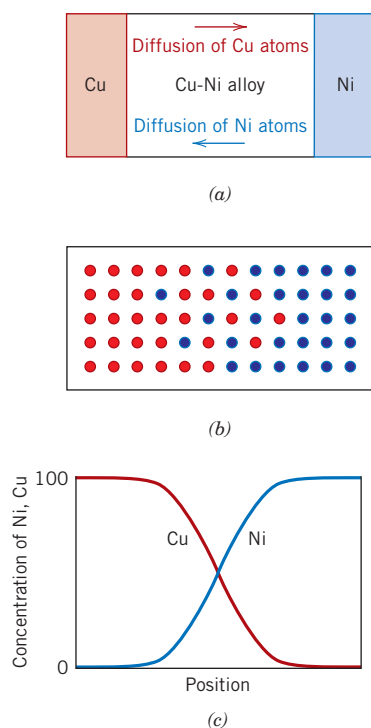 Diffusion of Cu atoms
Cu
Cu-Ni alloy
Ni
Diffusion of Ni atoms
(a)
(b)
Concentration of Ni, Cu
100
Cu
Ni
0
Position
(c)